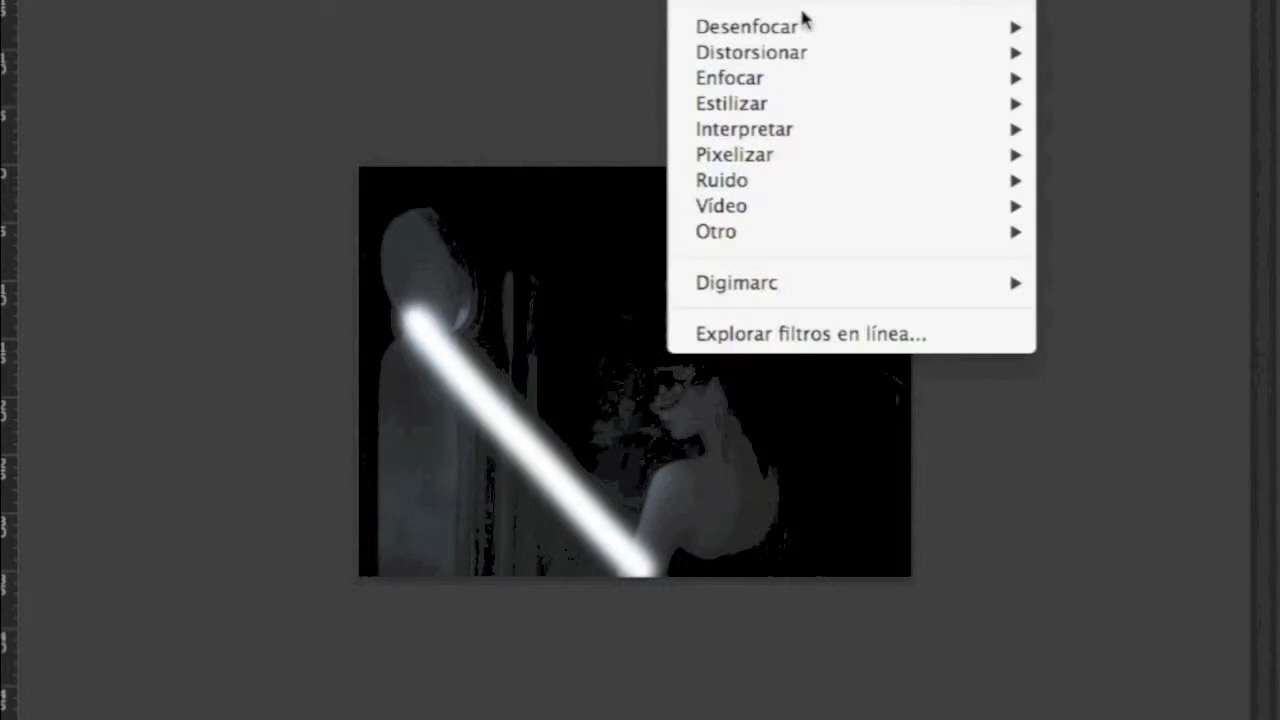 Desenfocar
Distorsionar
Enfocar
Estilizar
Interpretar
Pixelizar
Ruido
Vídeo
Otro
Digimarc
Explorar filtros en línea...